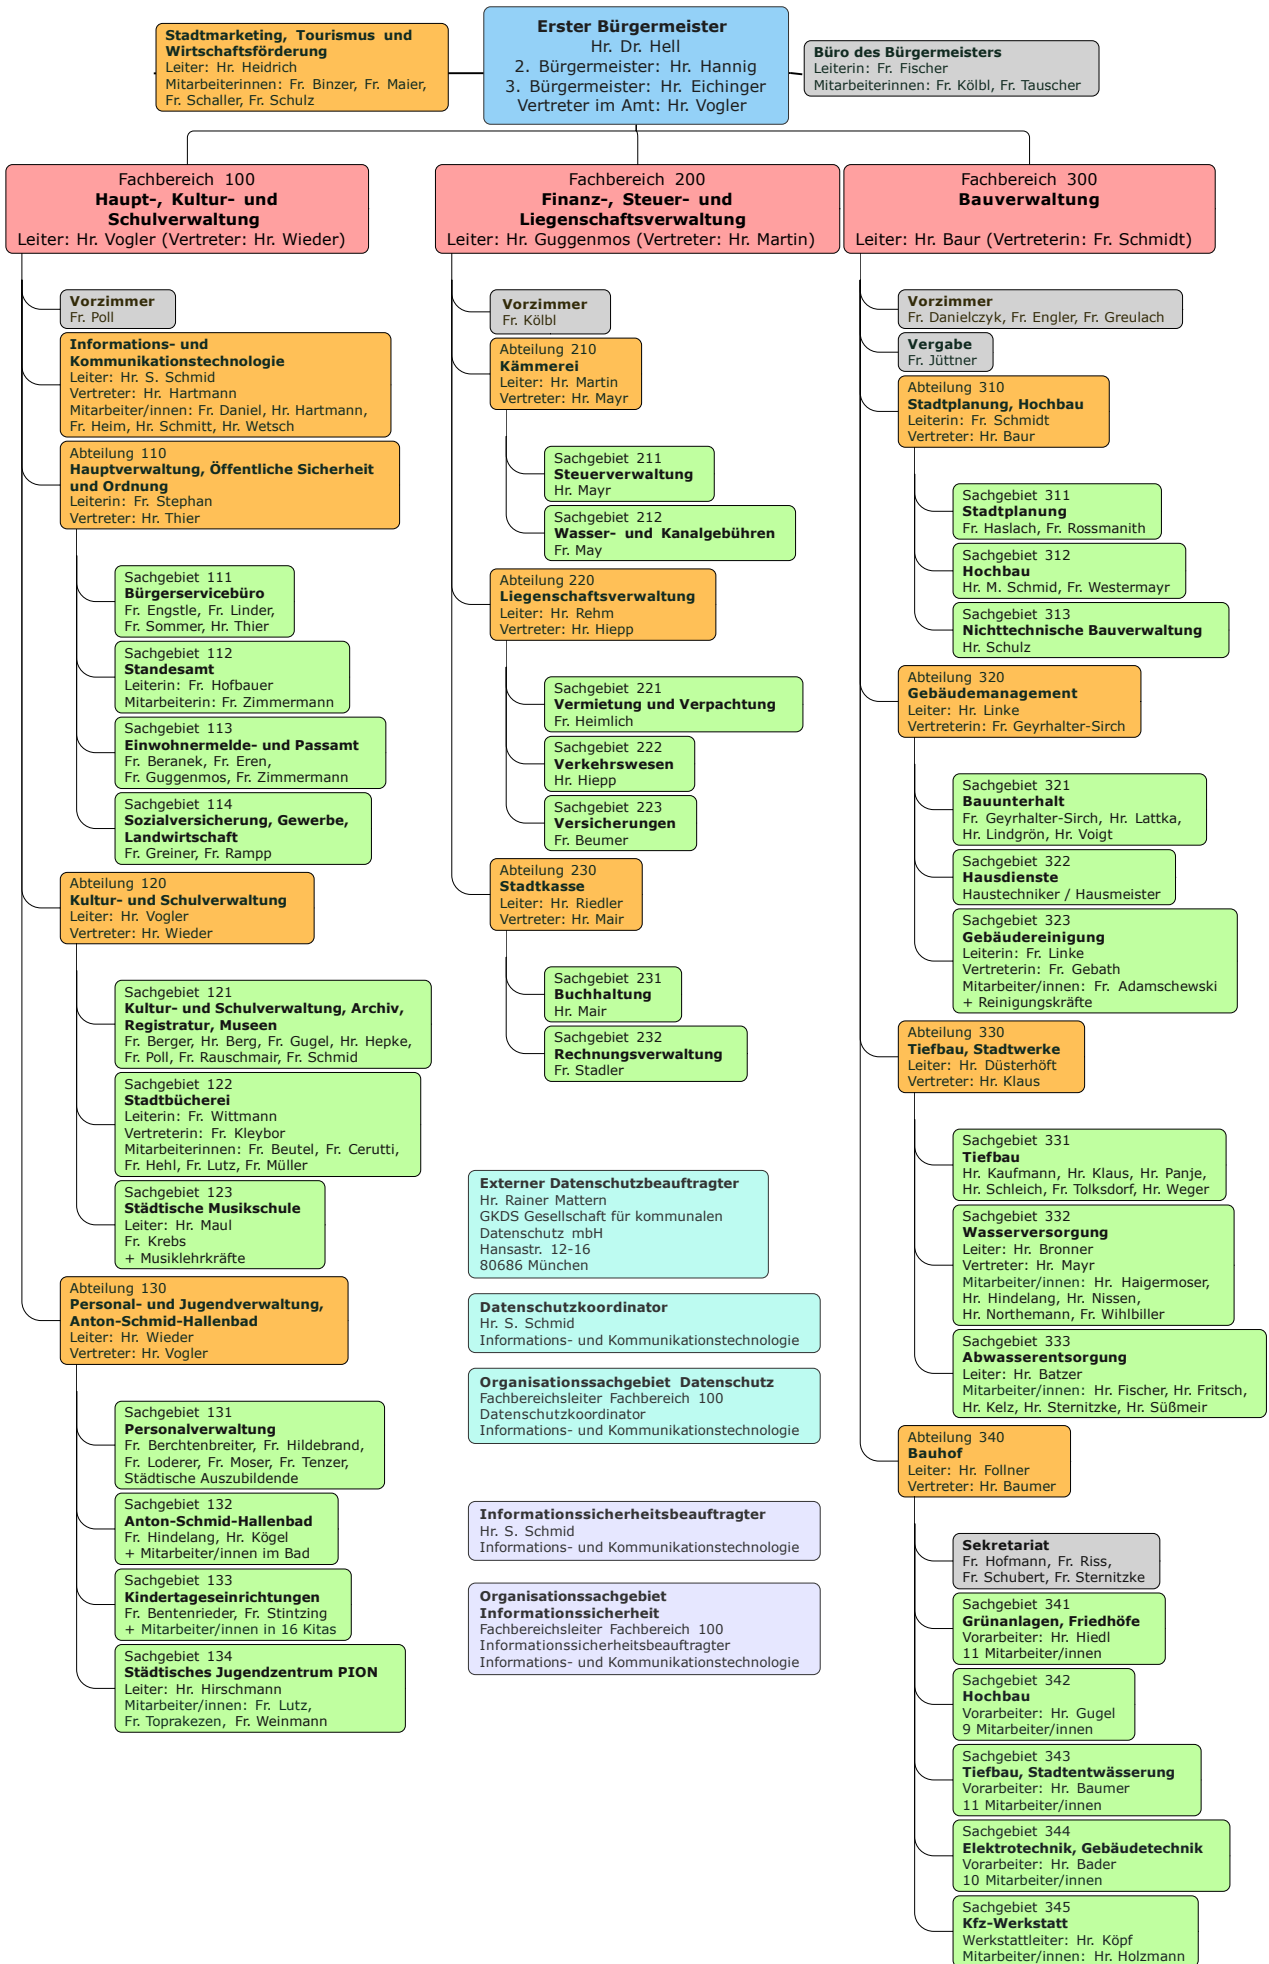 Stadtmarketing, Tourismus und
Wirtschaftsförderung
Leiter: Hr. Heidrich
Mitarbeiterinnen: Fr. Binzer, Fr. Maier,
Fr. Schaller, Fr. Schulz
Erster Bürgermeister
Hr. Dr. Hell
2. Bürgermeister: Hr. Hannig
3. Bürgermeister: Hr. Eichinger
Vertreter im Amt: Hr. Vogler
Büro des Bürgermeisters
Leiterin: Fr. Fischer
Mitarbeiterinnen: Fr. Kölbl, Fr. Tauscher
Fachbereich 100
Haupt-, Kultur- und
Schulverwaltung
Leiter: Hr. Vogler (Vertreter: Hr. Wieder)
Vorzimmer
Fr. Poll
Informations- und
Kommunikationstechnologie
Leiter: Hr. S. Schmid
Vertreter: Hr. Hartmann
Mitarbeiter/innen: Fr. Daniel, Hr. Hartmann,
Fr. Heim, Hr. Schmitt, Hr. Wetsch
Abteilung 110
Hauptverwaltung, Öffentliche Sicherheit
und Ordnung
Leiterin: Fr. Stephan
Vertreter: Hr. Thier
Sachgebiet 111
Bürgerservicebüro
Fr. Engstle, Fr. Linder,
Fr. Sommer, Hr. Thier
Sachgebiet 112
Standesamt
Leiterin: Fr. Hofbauer
Mitarbeiterin: Fr. Zimmermann
Sachgebiet 113
Einwohnermelde- und Passamt
Fr. Beranek, Fr. Eren,
Fr. Guggenmos, Fr. Zimmermann
Sachgebiet 114
Sozialversicherung, Gewerbe,
Landwirtschaft
Fr. Greiner, Fr. Rampp
Abteilung 120
Kultur- und Schulverwaltung
Leiter: Hr. Vogler
Vertreter: Hr. Wieder
Sachgebiet 121
Kultur- und Schulverwaltung, Archiv,
Registratur, Museen
Fr. Berger, Hr. Berg, Fr. Gugel, Hr. Hepke,
Fr. Poll, Fr. Rauschmair, Fr. Schmid
Sachgebiet 122
Stadtbücherei
Leiterin: Fr. Wittmann
Vertreterin: Fr. Kleybor
Mitarbeiterinnen: Fr. Beutel, Fr. Cerutti,
Fr. Hehl, Fr. Lutz, Fr. Müller
Sachgebiet 123
Städtische Musikschule
Leiter: Hr. Maul
Fr. Krebs
+ Musiklehrkräfte
Abteilung 130
Personal- und Jugendverwaltung,
Anton-Schmid-Hallenbad
Leiter: Hr. Wieder
Vertreter: Hr. Vogler
Sachgebiet 131
Personalverwaltung
Fr. Berchtenbreiter, Fr. Hildebrand,
Fr. Loderer, Fr. Moser, Fr. Tenzer,
Städtische Auszubildende
Sachgebiet 132
Anton-Schmid-Hallenbad
Fr. Hindelang, Hr. Kögel
+ Mitarbeiter/innen im Bad
Sachgebiet 133
Kindertageseinrichtungen
Fr. Bentenrieder, Fr. Stintzing
+ Mitarbeiter/innen in 16 Kitas
Sachgebiet 134
Städtisches Jugendzentrum PION
Leiter: Hr. Hirschmann
Mitarbeiter/innen: Fr. Lutz,
Fr. Toprakezen, Fr. Weinmann
Fachbereich 200
Finanz-, Steuer- und
Liegenschaftsverwaltung
Leiter: Hr. Guggenmos (Vertreter: Hr. Martin)
Vorzimmer
Fr. Kölbl
Abteilung 210
Kämmerei
Leiter: Hr. Martin
Vertreter: Hr. Mayr
Sachgebiet 211
Steuerverwaltung
Hr. Mayr
Sachgebiet 212
Wasser- und Kanalgebühren
Fr. May
Abteilung 220
Liegenschaftsverwaltung
Leiter: Hr. Rehm
Vertreter: Hr. Hiepp
Sachgebiet 221
Vermietung und Verpachtung
Fr. Heimlich
Sachgebiet 222
Verkehrswesen
Hr. Hiepp
Sachgebiet 223
Versicherungen
Fr. Beumer
Abteilung 230
Stadtkasse
Leiter: Hr. Riedler
Vertreter: Hr. Mair
Sachgebiet 231
Buchhaltung
Hr. Mair
Sachgebiet 232
Rechnungsverwaltung
Fr. Stadler
Externer Datenschutzbeauftragter
Hr. Rainer Mattern
GKDS Gesellschaft für kommunalen
Datenschutz mbH
Hansastr. 12-16
80686 München
Datenschutzkoordinator
Hr. S. Schmid
Informations- und Kommunikationstechnologie
Organisationssachgebiet Datenschutz
Fachbereichsleiter Fachbereich 100
Datenschutzkoordinator
Informations- und Kommunikationstechnologie
Informationssicherheitsbeauftragter
Hr. S. Schmid
Informations- und Kommunikationstechnologie
Organisationssachgebiet
Informationssicherheit
Fachbereichsleiter Fachbereich 100
Informationssicherheitsbeauftragter
Informations- und Kommunikationstechnologie
Fachbereich 300
Bauverwaltung
Leiter: Hr. Baur (Vertreterin: Fr. Schmidt)
Vorzimmer
Fr. Danielczyk, Fr. Engler, Fr. Greulach
Vergabe
Fr. Jüttner
Abteilung 310
Stadtplanung, Hochbau
Leiterin: Fr. Schmidt
Vertreter: Hr. Baur
Sachgebiet 311
Stadtplanung
Fr. Haslach, Fr. Rossmanith
Sachgebiet 312
Hochbau
Hr. M. Schmid, Fr. Westermayr
Sachgebiet 313
Nichttechnische Bauverwaltung
Hr. Schulz
Abteilung 320
Gebäudemanagement
Leiter: Hr. Linke
Vertreterin: Fr. Geyrhalter-Sirch
Sachgebiet 321
Bauunterhalt
Fr. Geyrhalter-Sirch, Hr. Lattka,
Hr. Lindgrön, Hr. Voigt
Sachgebiet 322
Hausdienste
Haustechniker / Hausmeister
Sachgebiet 323
Gebäudereinigung
Leiterin: Fr. Linke
Vertreterin: Fr. Gebath
Mitarbeiter/innen: Fr. Adamschewski
+ Reinigungskräfte
Abteilung 330
Tiefbau, Stadtwerke
Leiter: Hr. Düsterhöft
Vertreter: Hr. Klaus
Sachgebiet 331
Tiefbau
Hr. Kaufmann, Hr. Klaus, Hr. Panje,
Hr. Schleich, Fr. Tolksdorf, Hr. Weger
Sachgebiet 332
Wasserversorgung
Leiter: Hr. Bronner
Vertreter: Hr. Mayr
Mitarbeiter/innen: Hr. Haigermoser,
Hr. Hindelang, Hr. Nissen,
Hr. Northemann, Fr. Wihlbiller
Sachgebiet 333
Abwasserentsorgung
Leiter: Hr. Batzer
Mitarbeiter/innen: Hr. Fischer, Hr. Fritsch,
Hr. Kelz, Hr. Sternitzke, Hr. Süßmeir
Abteilung 340
Bauhof
Leiter: Hr. Follner
Vertreter: Hr. Baumer
Sekretariat
Fr. Hofmann, Fr. Riss,
Fr. Schubert, Fr. Sternitzke
Sachgebiet 341
Grünanlagen, Friedhöfe
Vorarbeiter: Hr. Hiedl
11 Mitarbeiter/innen
Sachgebiet 342
Hochbau
Vorarbeiter: Hr. Gugel
9 Mitarbeiter/innen
Sachgebiet 343
Tiefbau, Stadtentwässerung
Vorarbeiter: Hr. Baumer
11 Mitarbeiter/innen
Sachgebiet 344
Elektrotechnik, Gebäudetechnik
Vorarbeiter: Hr. Bader
10 Mitarbeiter/innen
Sachgebiet 345
Kfz-Werkstatt
Werkstattleiter: Hr. Köpf
Mitarbeiter/innen: Hr. Holzmann